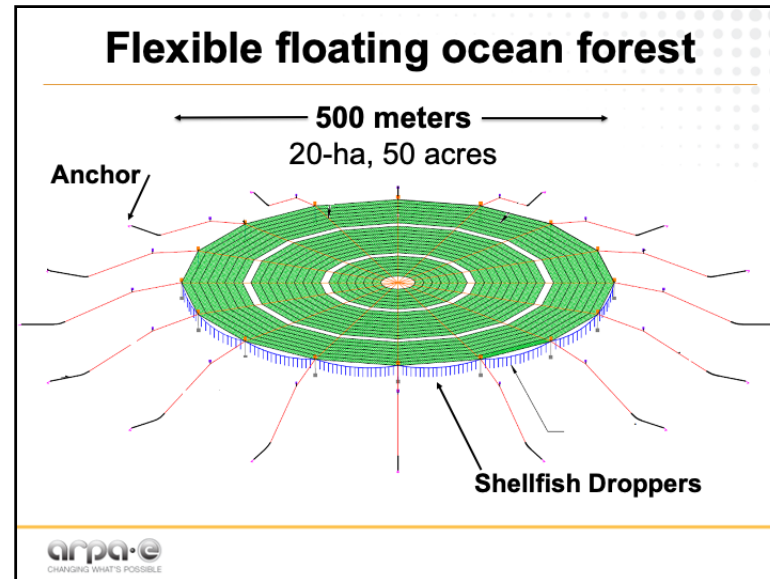 Flexible floating ocean forest
500 meters
20-ha, 50 acres
Anchor
Shellfish Droppers
arpa·e
CHANGING WHAT'S POSSIBLE